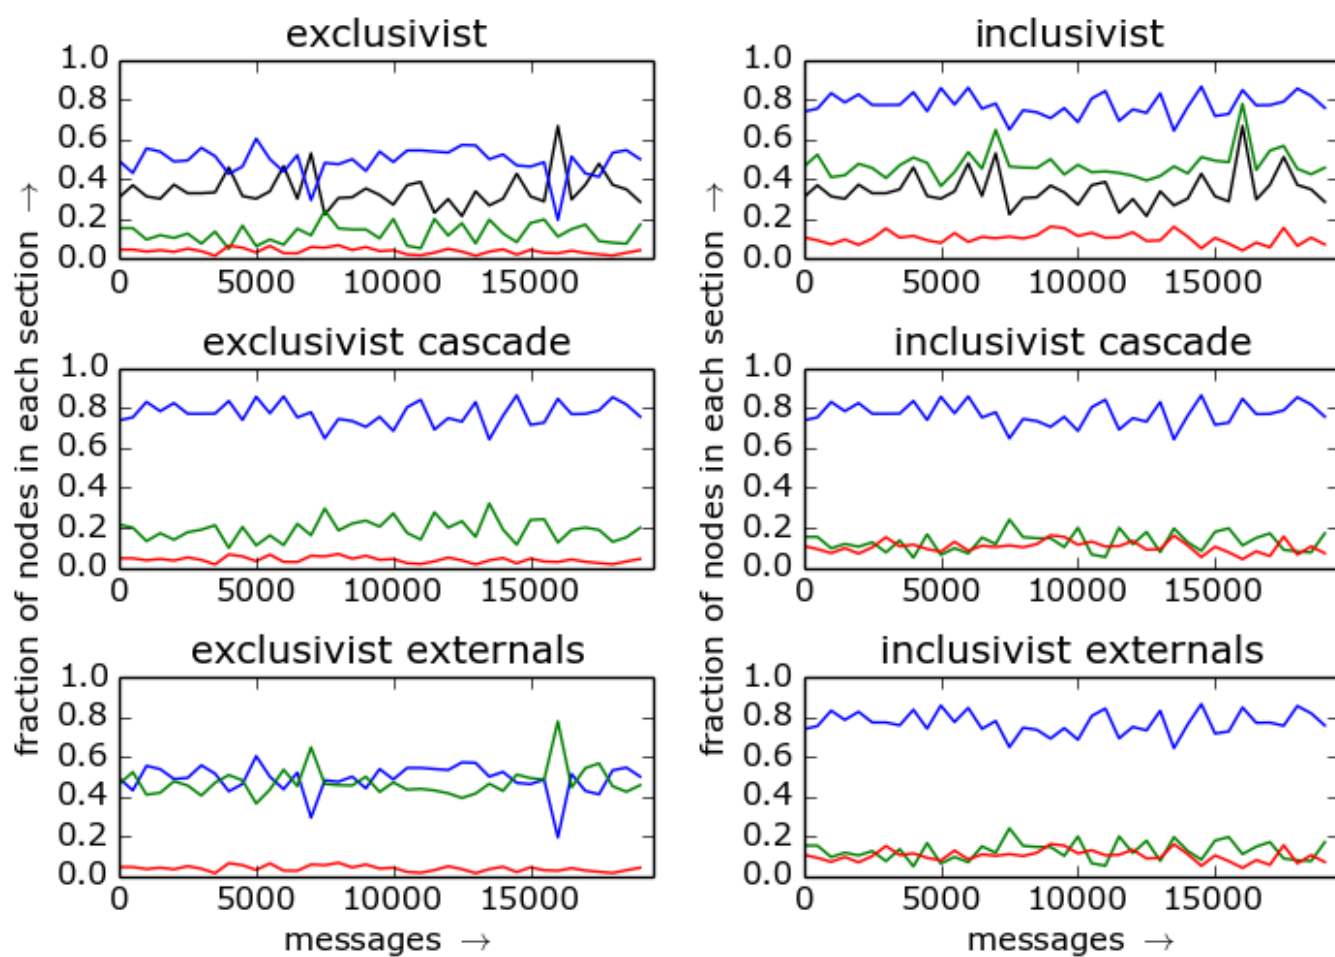 exclusivist
1.0
0.8
0.6
0.4
0.2
0.0
0 5000 10000 15000
inclusivist
1.0
0.8
0.6
0.4
0.2
0.0
0 5000 10000 15000
exclusivist cascade
1.0
0.8
0.6
0.4
0.2
0.0
0 5000 10000 15000
inclusivist cascade
1.0
0.8
0.6
0.4
0.2
0.0
0 5000 10000 15000
exclusivist externals
1.0
0.8
0.6
0.4
0.2
0.0
0 5000 10000 15000
inclusivist externals
1.0
0.8
0.6
0.4
0.2
0.0
0 5000 10000 15000
fraction of nodes in each section →
fraction of nodes in each section →
messages →
messages →